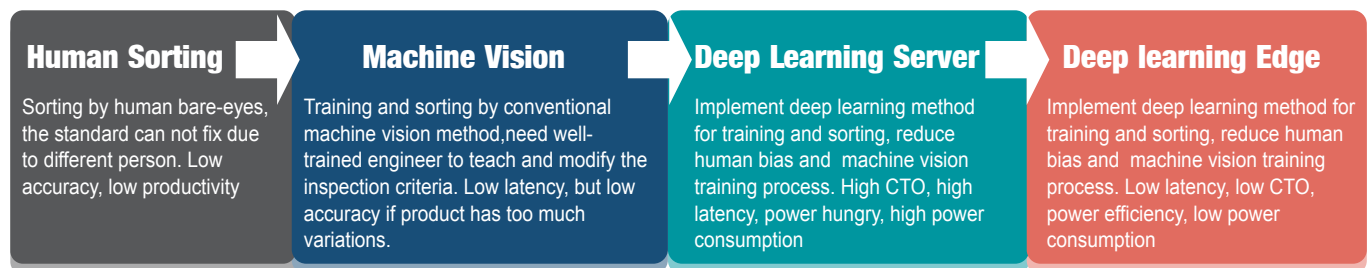 Human Sorting
Sorting by human bare-eyes,
the standard can not fix due
to different person. Low
accuracy, low productivity
Machine Vision
Training and sorting by conventional
machine vision method,need well-
trained engineer to teach and modify the
inspection criteria. Low latency, but low
accuracy if product has too much
variations.
Deep Learning Server
Implement deep learning method
for training and sorting, reduce
human bias and  machine vision
training process. High CTO, high
latency, power hungry, high power
consumption
Deep learning Edge
Implement deep learning method for
training and sorting, reduce human
bias and  machine vision training
process. Low latency, low CTO,
power efficiency, low power
consumption